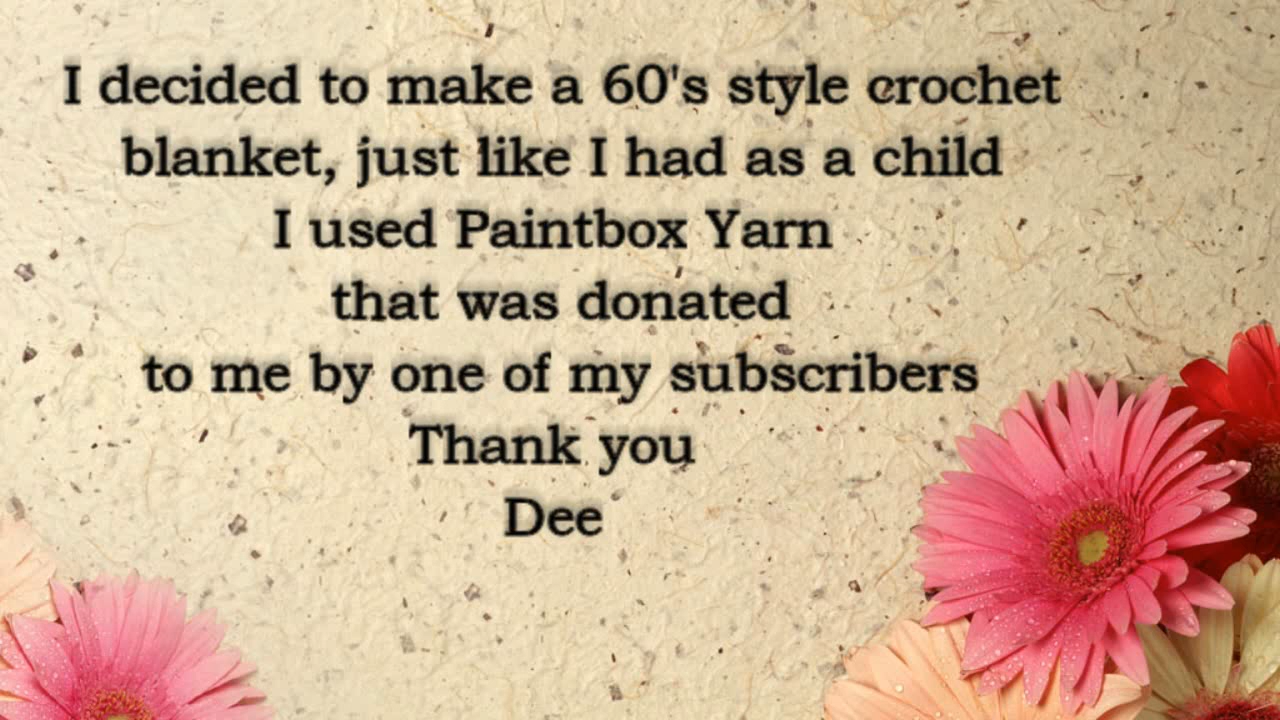 I decided to make a 60's style crochet
blanket, just like I had as a child
I used Paintbox Yarn
that was donated
to me by one of my subscribers
Thank you
Dee